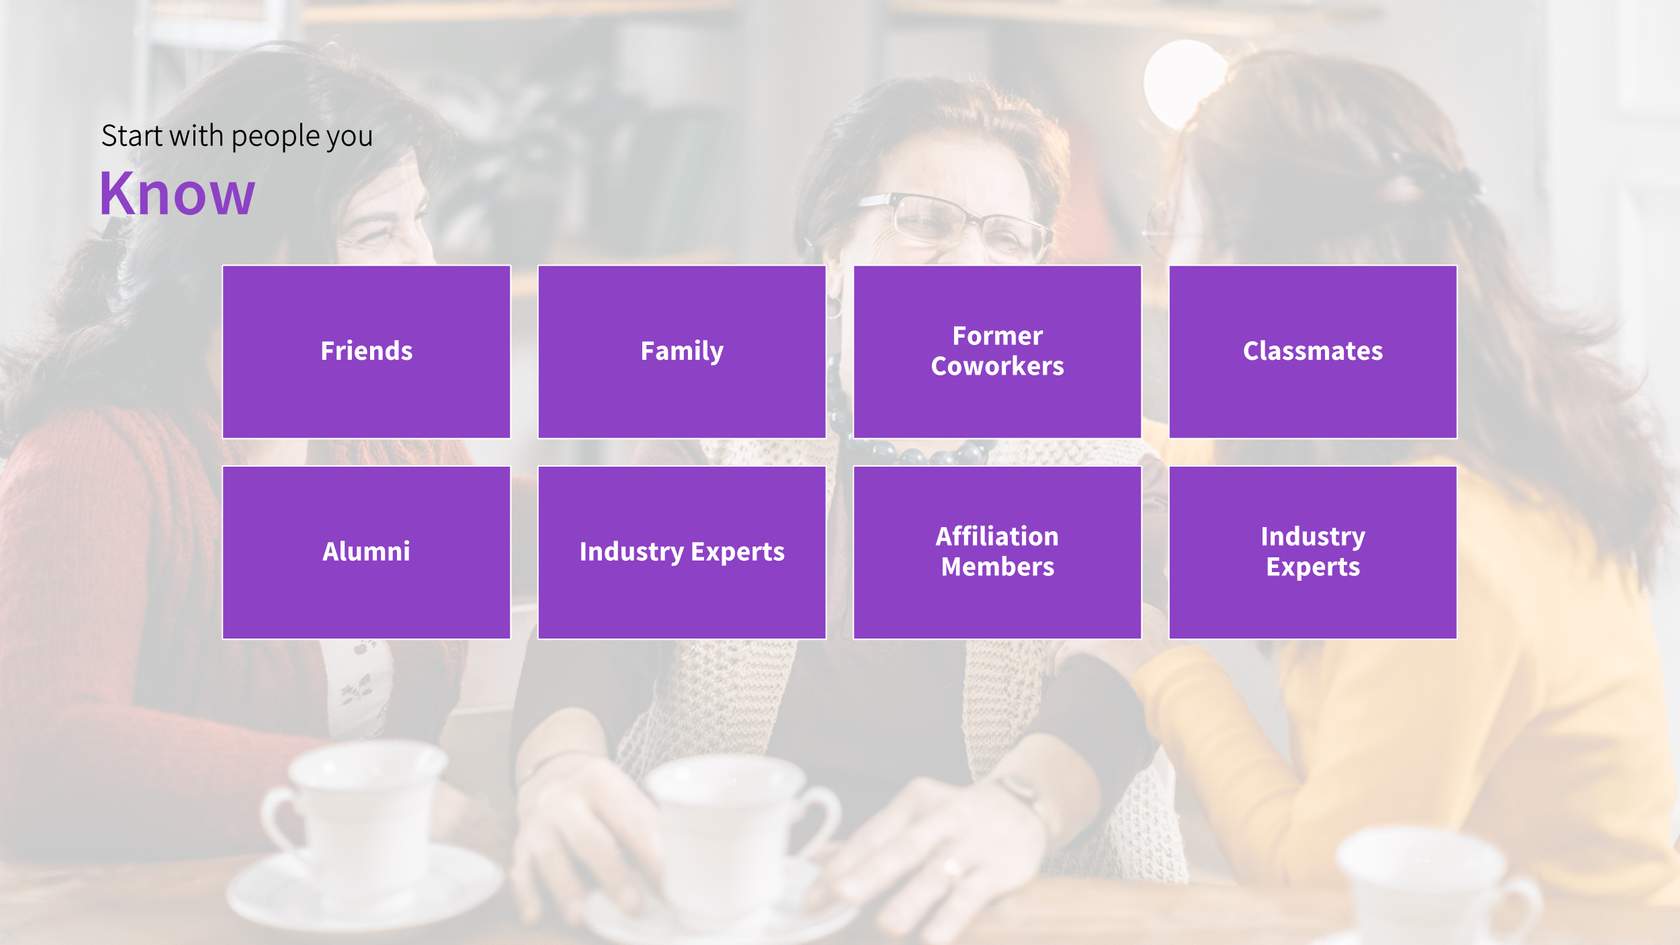 Start with people you
Know
Friends
Family
Former
Coworkers
Classmates
Alumni
Industry Experts
Affiliation
Members
Industry
Experts